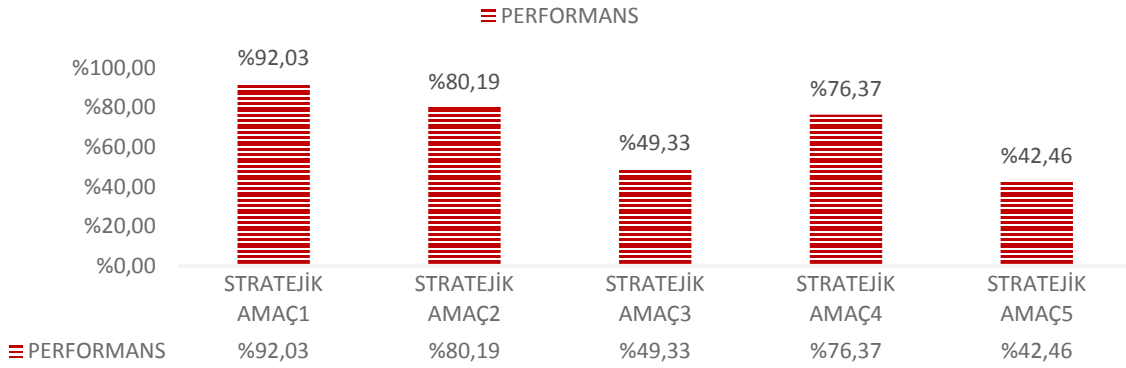 PERFORMANS
%100,00
%80,00
%60,00
%40,00
%20,00
%0,00
%92,03
%80,19
%49,33
%76,37
%42,46
STRATEJİK AMAÇ1
STRATEJİK AMAÇ2
STRATEJİK AMAÇ3
STRATEJİK AMAÇ4
STRATEJİK AMAÇ5
PERFORMANS %92,03 %80,19 %49,33 %76,37 %42,46